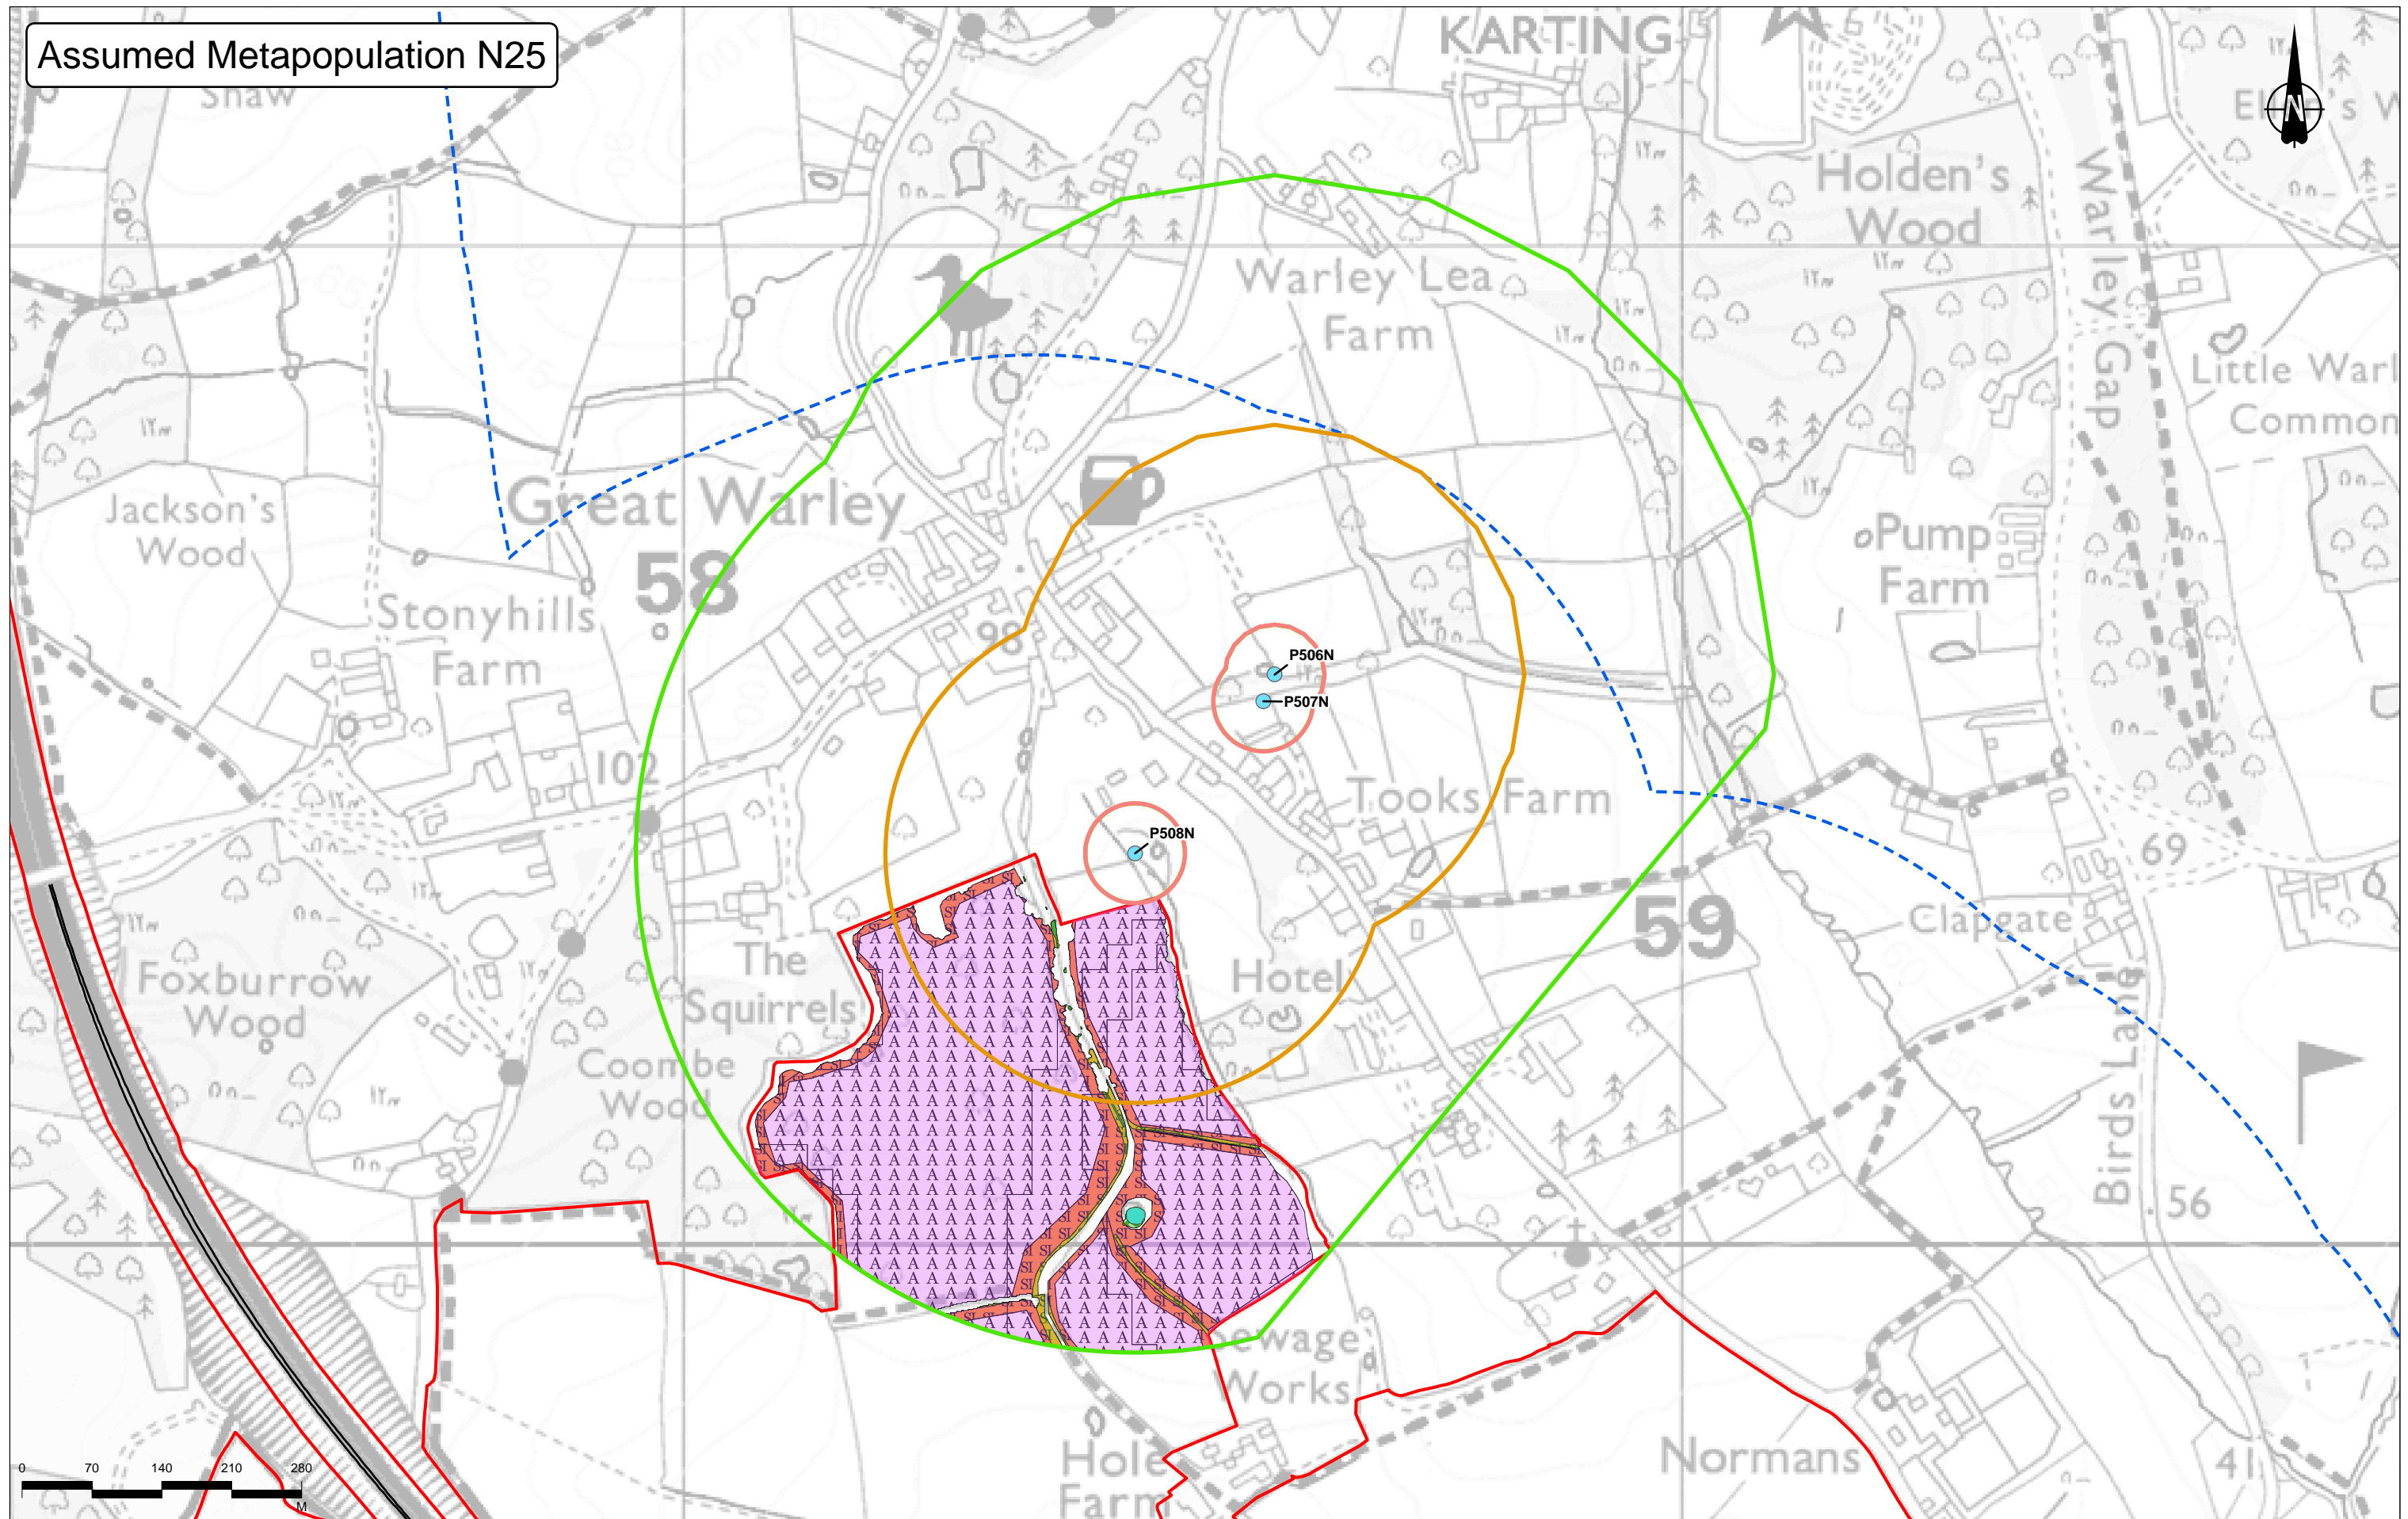 Assumed Metapopulation N25
Shaw
KARTING
N
Holden's
Wood
Warley Gap
Warley Lea
Farm
Little Warl
Common
Jackson's
Wood
Great Warley
58
Pump
Farm
Stonyhills
Farm
98
P506N
P507N
102
Tooks Farm
P508N
69
59
Clapgate
Foxburrow
Wood
The
Squirrels
Hotel
Coombe
Wood
Birds Lane
56
Sewage
Works
Hole
Farm
Normans
41
0 70 140 210 280
M